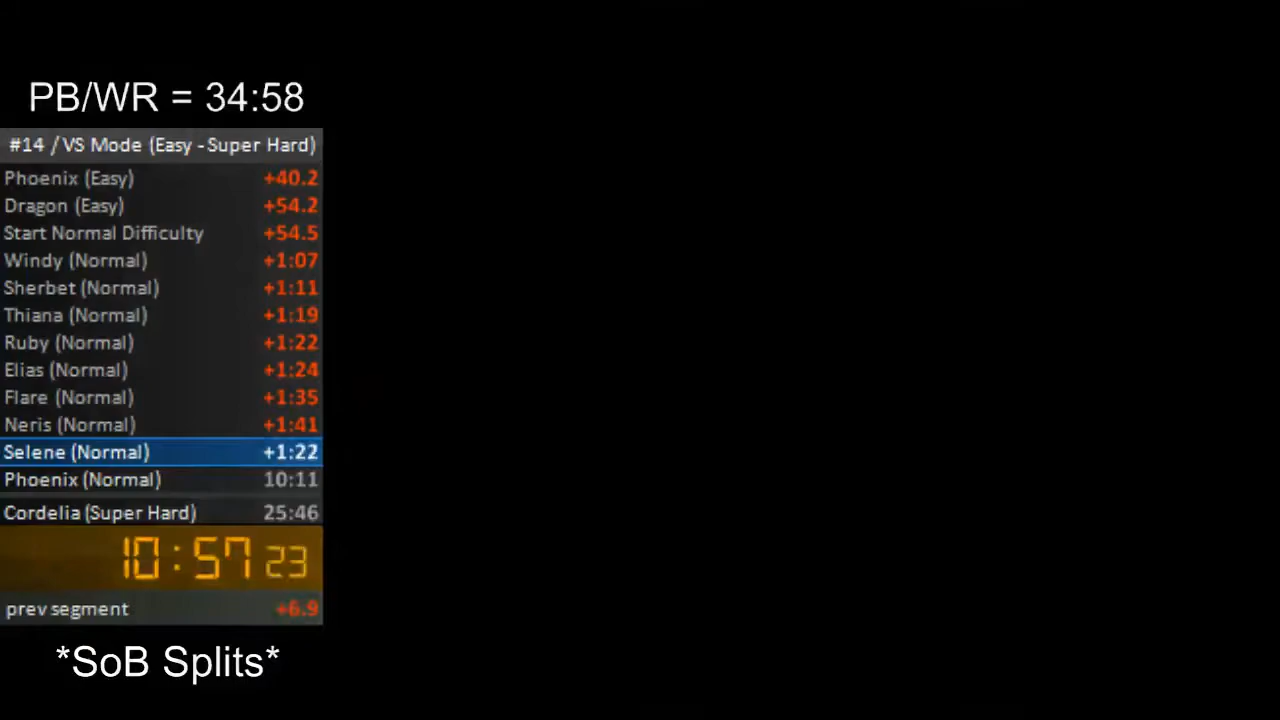 PB/WR = 34:58
#14 / VS Mode (Easy - Super Hard)
Phoenix (Easy) +40.2
Dragon (Easy) +54.2
Start Normal Difficulty +54.5
Windy (Normal) +1:07
Sherbet (Normal) +1:11
Thiana (Normal) +1:19
Ruby (Normal) +1:22
Elias (Normal) +1:24
Flare (Normal) +1:35
Neris (Normal) +1:41
Selene (Normal) +1:22
Phoenix (Normal) 10:11
Cordelia (Super Hard) 25:46
10:57 23
prev segment +6.9
*SoB Splits*